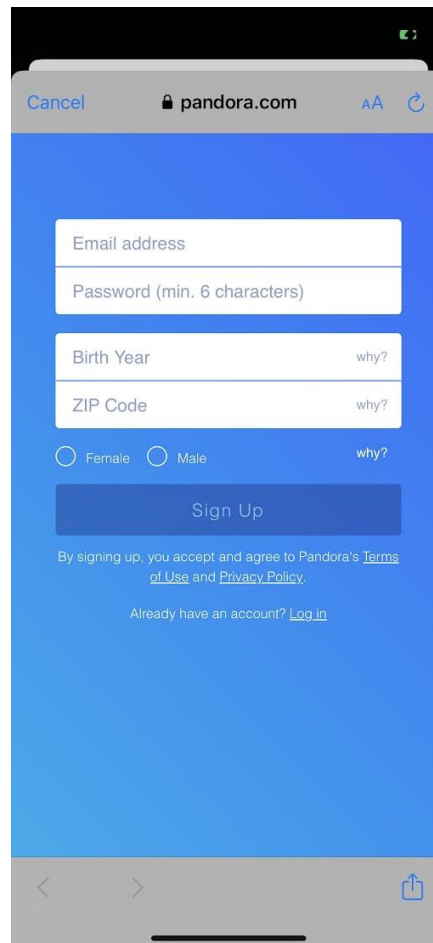 Cancel
pandora.com
AA
Email address
Password (min. 6 characters)
Birth Year
why?
ZIP Code
why?
Female
Male
why?
Sign Up
By signing up, you accept and agree to Pandora's Terms
of Use and Privacy Policy.
Already have an account? Log in